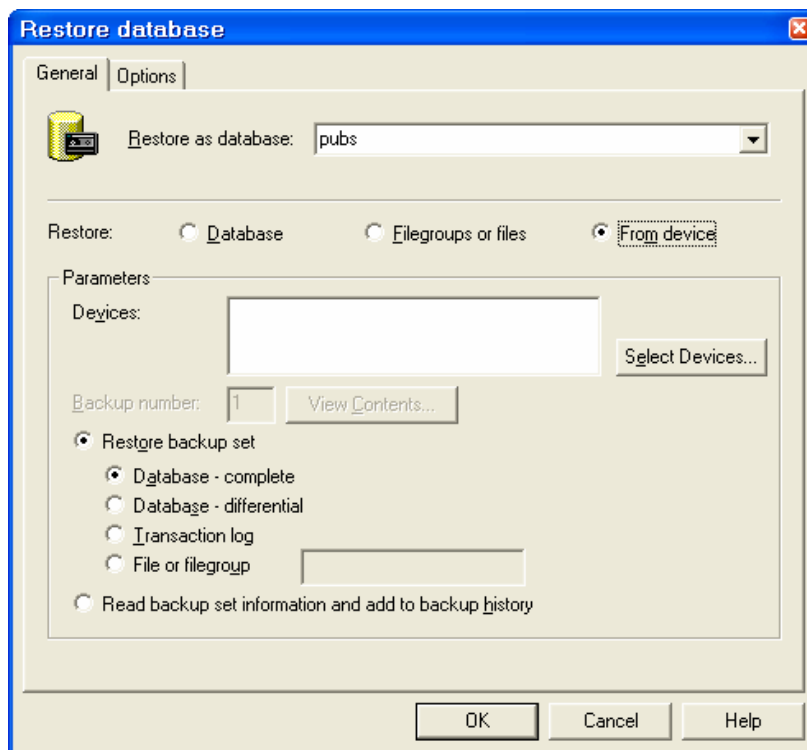 Restore database
General Options
Restore as database: pubs
Restore: Database Filegroups or files From device
Parameters
Devices:
Select Devices...
Backup number: 1 View Contents...
Restore backup set
Database - complete
Database - differential
Transaction log
File or filegroup
Read backup set information and add to backup history
OK Cancel Help